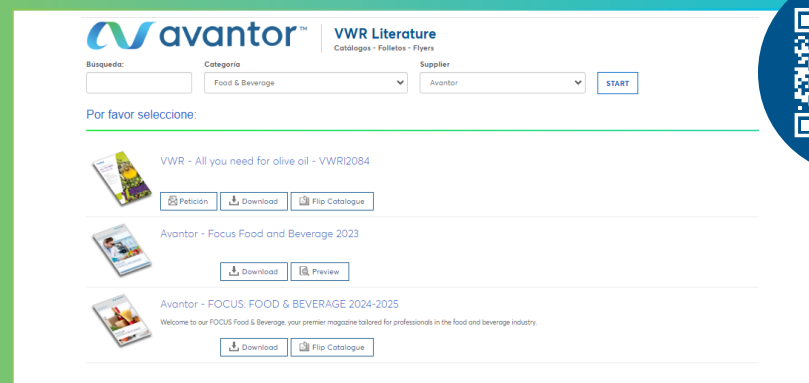 avantor™
VWR Literature
Catálogos - Folletos - Flyers
Búsqueda: Categoría Supplier
Food & Beverage Avantor START
Por favor seleccione:
VWR - All you need for olive oil - VWRI2084
Petición Download Flip Catalogue
Avantor - Focus Food and Beverage 2023
Download Preview
Avantor - FOCUS: FOOD & BEVERAGE 2024-2025
Welcome to our FOCUS Food & Beverage, your premier magazine tailored for professionals in the food and beverage industry.
Download Flip Catalogue